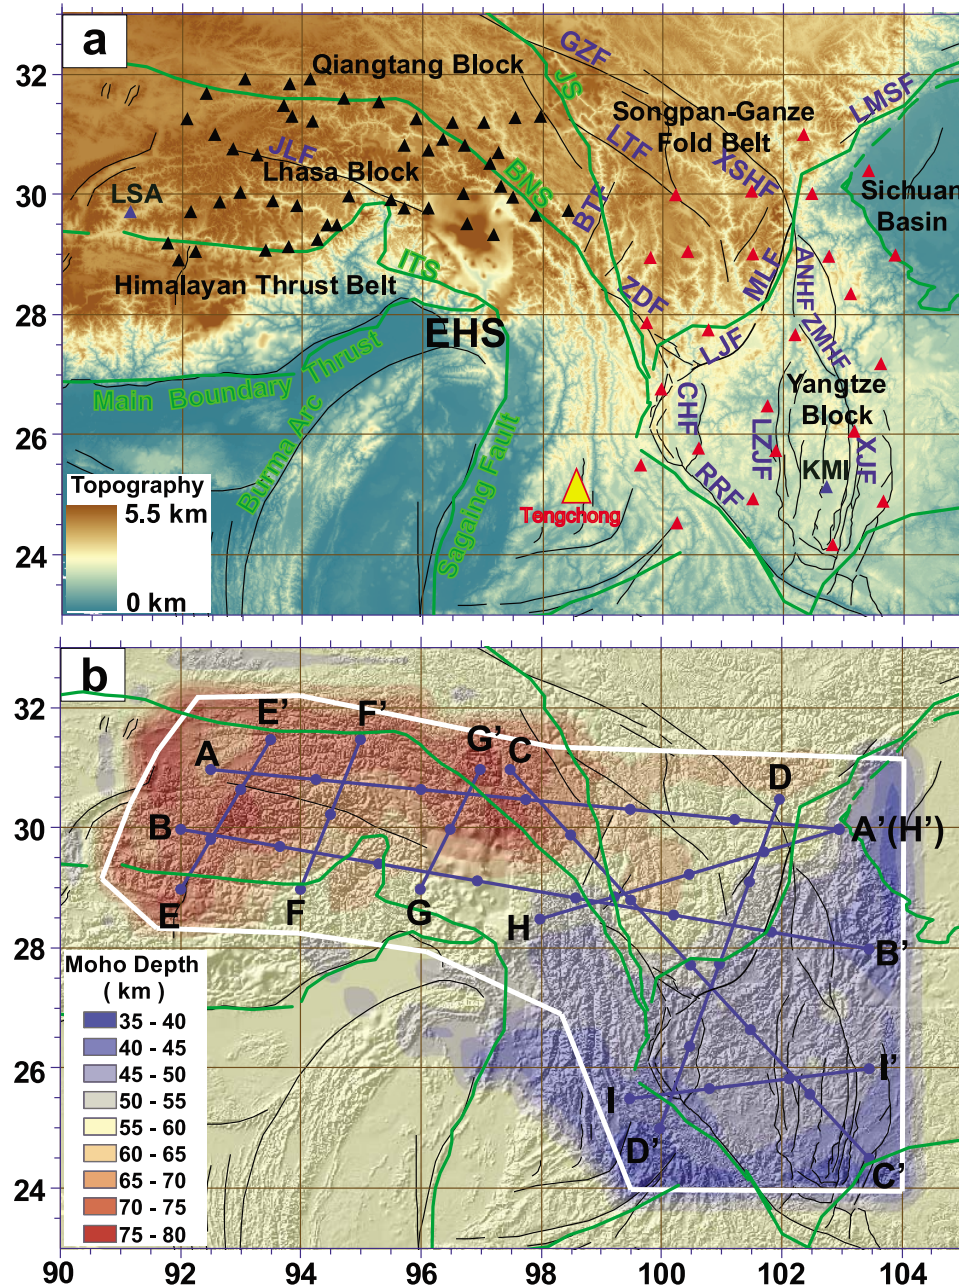 a
32
30
28
26
24
Qiangtang Block
GZF
JS
LMSF
Songpan-Ganze
Fold Belt
LTF
XSHF
JLF
Lhasa Block
BNS
LSA
BTF
Sichuan
Basin
ITS
Himalayan Thrust Belt
ZDF
MLF
ANHF
EHS
LJF
ZMHF
Main Boundary Thrust
Yangtze
Block
CHF
Burma Arc
LZJF
XJF
KMI
RRF
Sagaing Fault
Tengchong
Topography
5.5 km
0 km
b
32
30
28
26
24
E'
F'
G'
C
A
D
B
A'(H')
E
F
G
H
B'
I'
I
D'
C'
Moho Depth
( km )
35 - 40
40 - 45
45 - 50
50 - 55
55 - 60
60 - 65
65 - 70
70 - 75
75 - 80
90 92 94 96 98 100 102 104